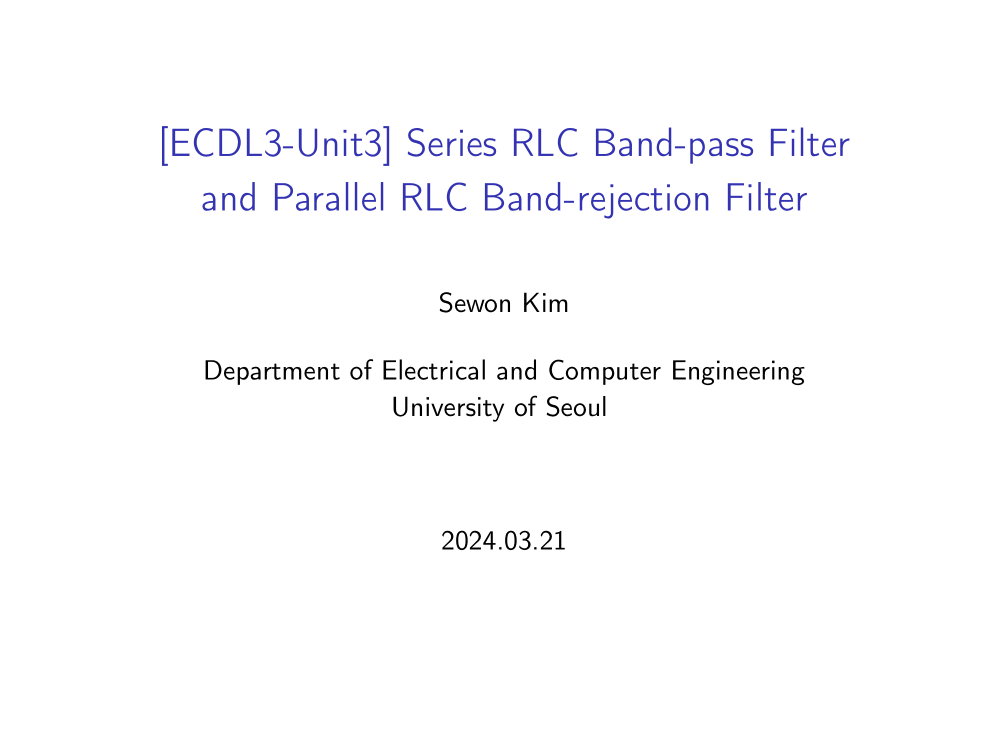 [ECDL3-Unit3] Series RLC Band-pass Filter
and Parallel RLC Band-rejection Filter
Sewon Kim
Department of Electrical and Computer Engineering
University of Seoul
2024.03.21